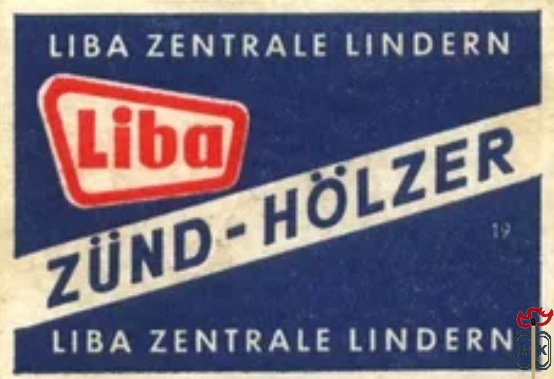 LIBA ZENTRALE LINDERN
Liba
ZÜND-HÖLZER
19
LIBA ZENTRALE LINDERN